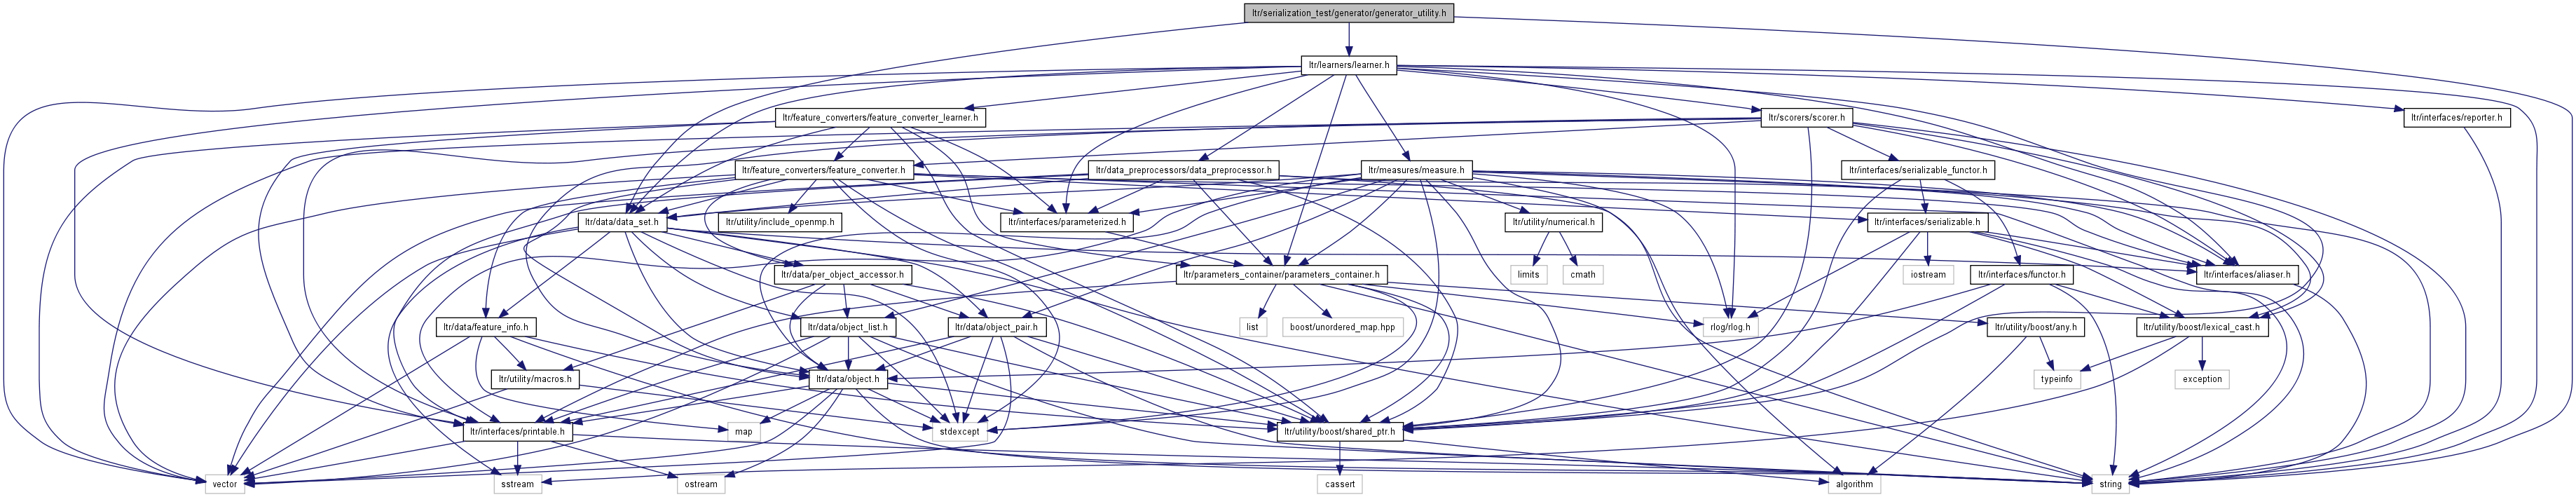 ltr/serialization_test/generator/generator_utility.h
ltr/learners/learner.h
ltr/feature_converters/feature_converter_learner.h
ltr/scorers/scorer.h
ltr/interfaces/reporter.h
ltr/feature_converters/feature_converter.h
ltr/data_preprocessors/data_preprocessor.h
ltr/measures/measure.h
ltr/interfaces/serializable_functor.h
ltr/data/data_set.h
ltr/utility/include_openmp.h
ltr/interfaces/parameterized.h
ltr/utility/numerical.h
ltr/interfaces/serializable.h
ltr/data/per_object_accessor.h
ltr/parameters_container/parameters_container.h
limits
cmath
iostream
ltr/interfaces/functor.h
ltr/interfaces/aliaser.h
ltr/data/feature_info.h
ltr/data/object_list.h
ltr/data/object_pair.h
list
boost/unordered_map.hpp
rlog/rlog.h
ltr/utility/boost/any.h
ltr/utility/boost/lexical_cast.h
ltr/utility/macros.h
ltr/data/object.h
typeinfo
exception
ltr/interfaces/printable.h
map
stdexcept
ltr/utility/boost/shared_ptr.h
vector
sstream
ostream
cassert
algorithm
string